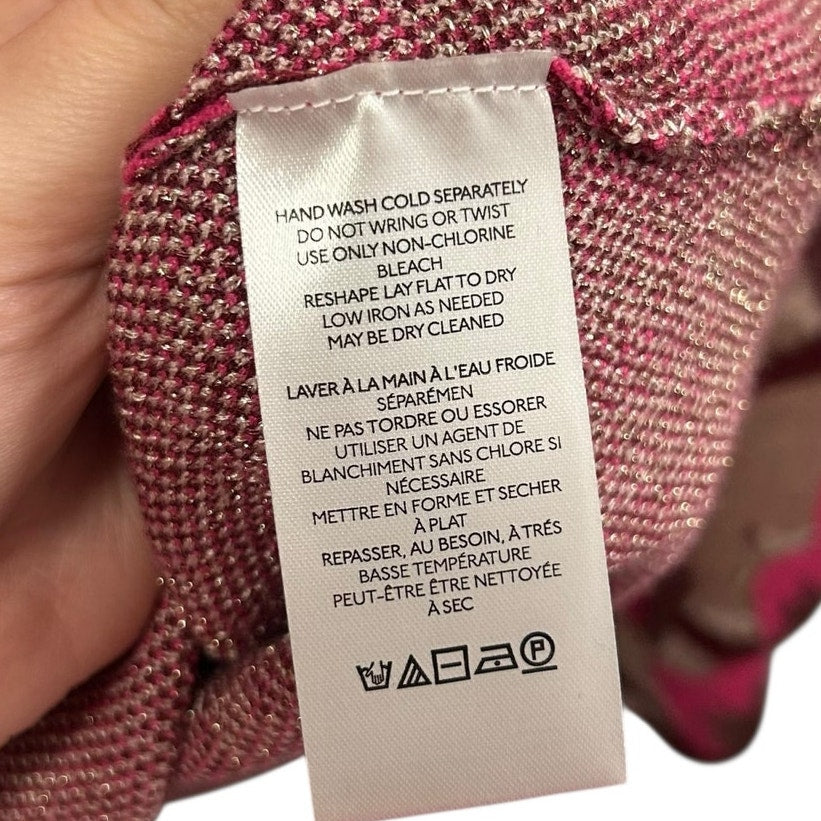 HAND WASH COLD SEPARATELY
DO NOT WRING OR TWIST
USE ONLY NON-CHLORINE
BLEACH
RESHAPE LAY FLAT TO DRY
LOW IRON AS NEEDED
MAY BE DRY CLEANED
LAVER À LA MAIN À L'EAU FROIDE
SÉPARÉMEN
NE PAS TORDRE OU ESSORER
UTILISER UN AGENT DE
BLANCHIMENT SANS CHLORE SI
NÉCESSAIRE
METTRE EN FORME ET SECHER
À PLAT
REPASSER, AU BESOIN, À TRÉS
BASSE TEMPÉRATURE
PEUT-ÊTRE ÊTRE NETTOYÉE
À SEC
P